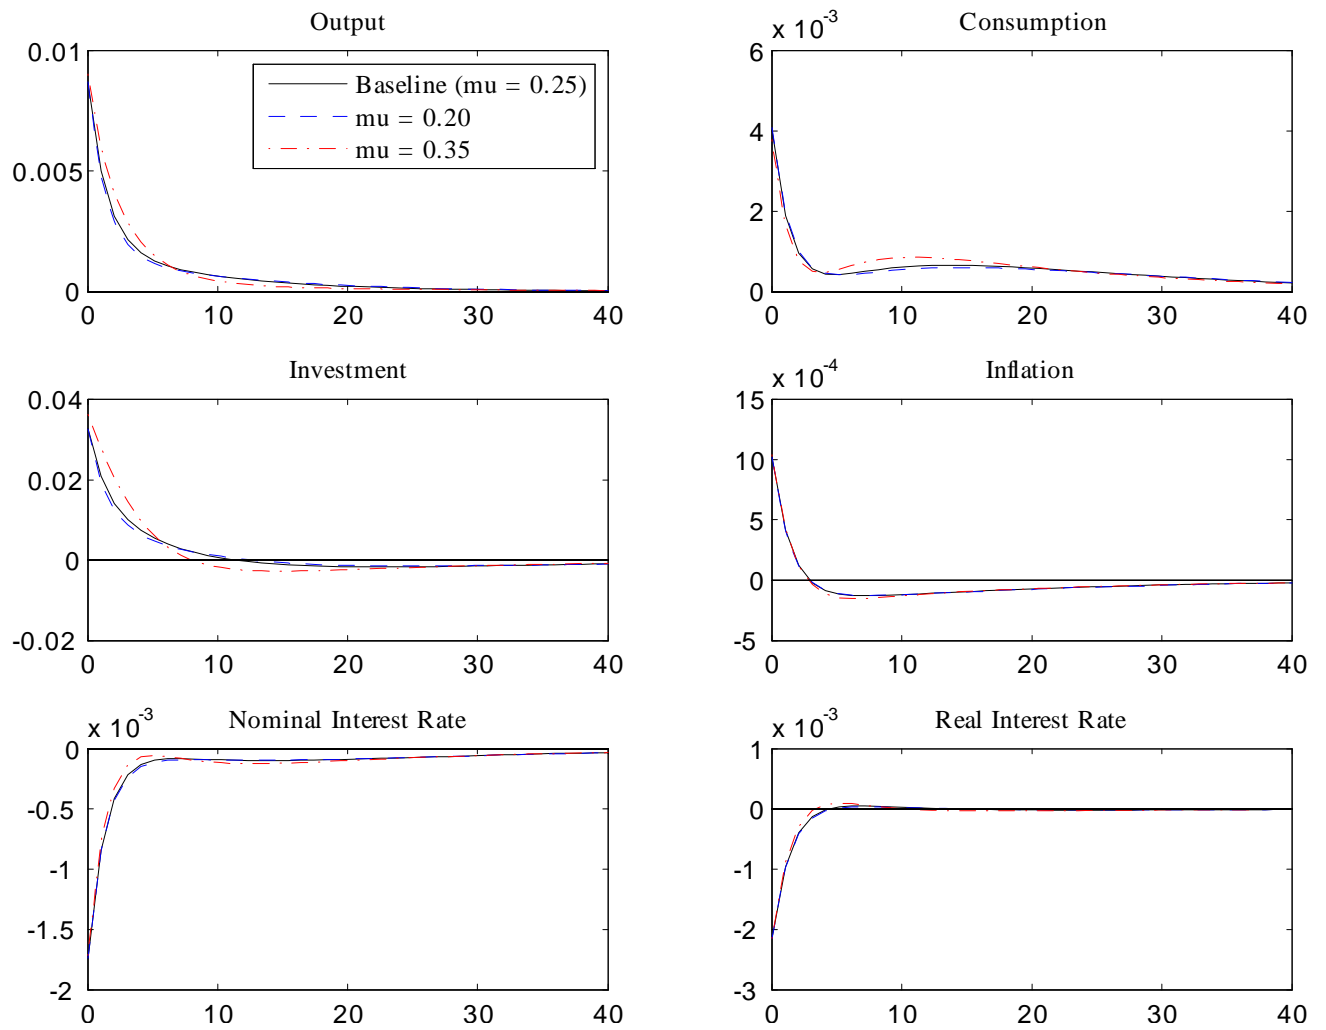 Output
0.01
0.005
0
0 10 20 30 40
Baseline (mu = 0.25)
mu = 0.20
mu = 0.35
Consumption
x 10-3
6
4
2
0
0 10 20 30 40
Investment
0.04
0.02
0
-0.02
0 10 20 30 40
Inflation
x 10-4
15
10
5
0
-5
0 10 20 30 40
Nominal Interest Rate
x 10-3
0
-0.5
-1
-1.5
-2
0 10 20 30 40
Real Interest Rate
x 10-3
1
0
-1
-2
-3
0 10 20 30 40